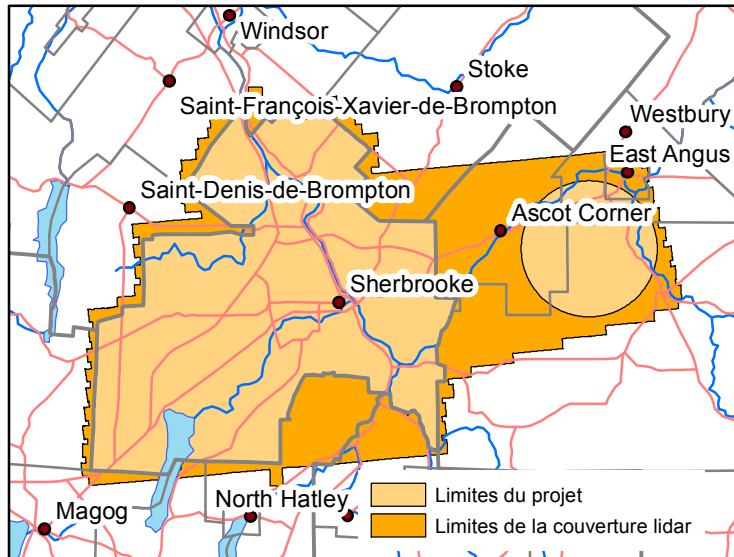 Windsor
Stoke
Saint-François-Xavier-de-Brompton
Westbury
East Angus
Saint-Denis-de-Brompton
Ascot Corner
Sherbrooke
Magog
North Hatley
Limites du projet
Limites de la couverture lidar